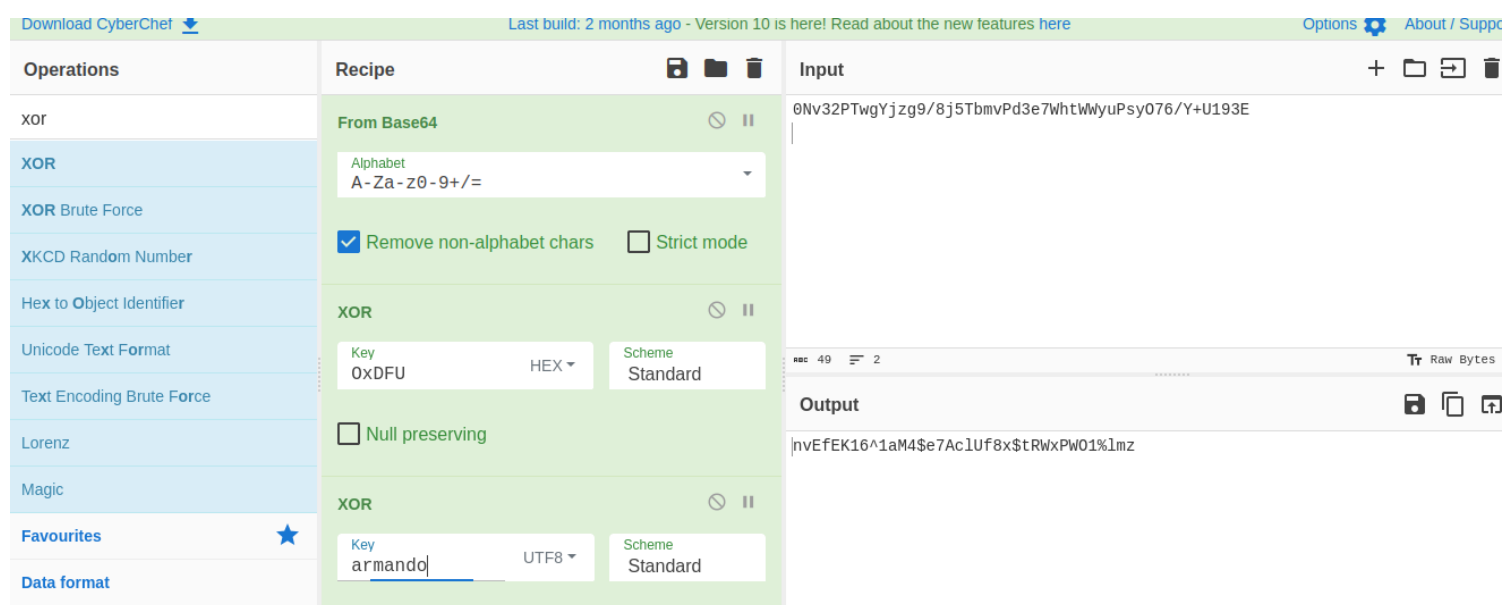 Download CyberChef
Last build: 2 months ago - Version 10 is here! Read about the new features here
Options
About / Suppo
Operations
xor
XOR
XOR Brute Force
XKCD Random Number
Hex to Object Identifier
Unicode Text Format
Text Encoding Brute Force
Lorenz
Magic
Favourites
Data format
Recipe
From Base64
Alphabet
A-Za-z0-9+/=
Remove non-alphabet chars
Strict mode
XOR
Key
0xDFU
HEX
Scheme
Standard
Null preserving
XOR
Key
armando
UTF8
Scheme
Standard
Input
0Nv32PTwgYjzg9/8j5TbmvPd3e7WhtWWyuPsyO76/Y+U193E
ABC 49 2
Tт Raw Bytes
Output
nvEfEK16^1aM4$e7AclUf8x$tRWxPWO1%lmz